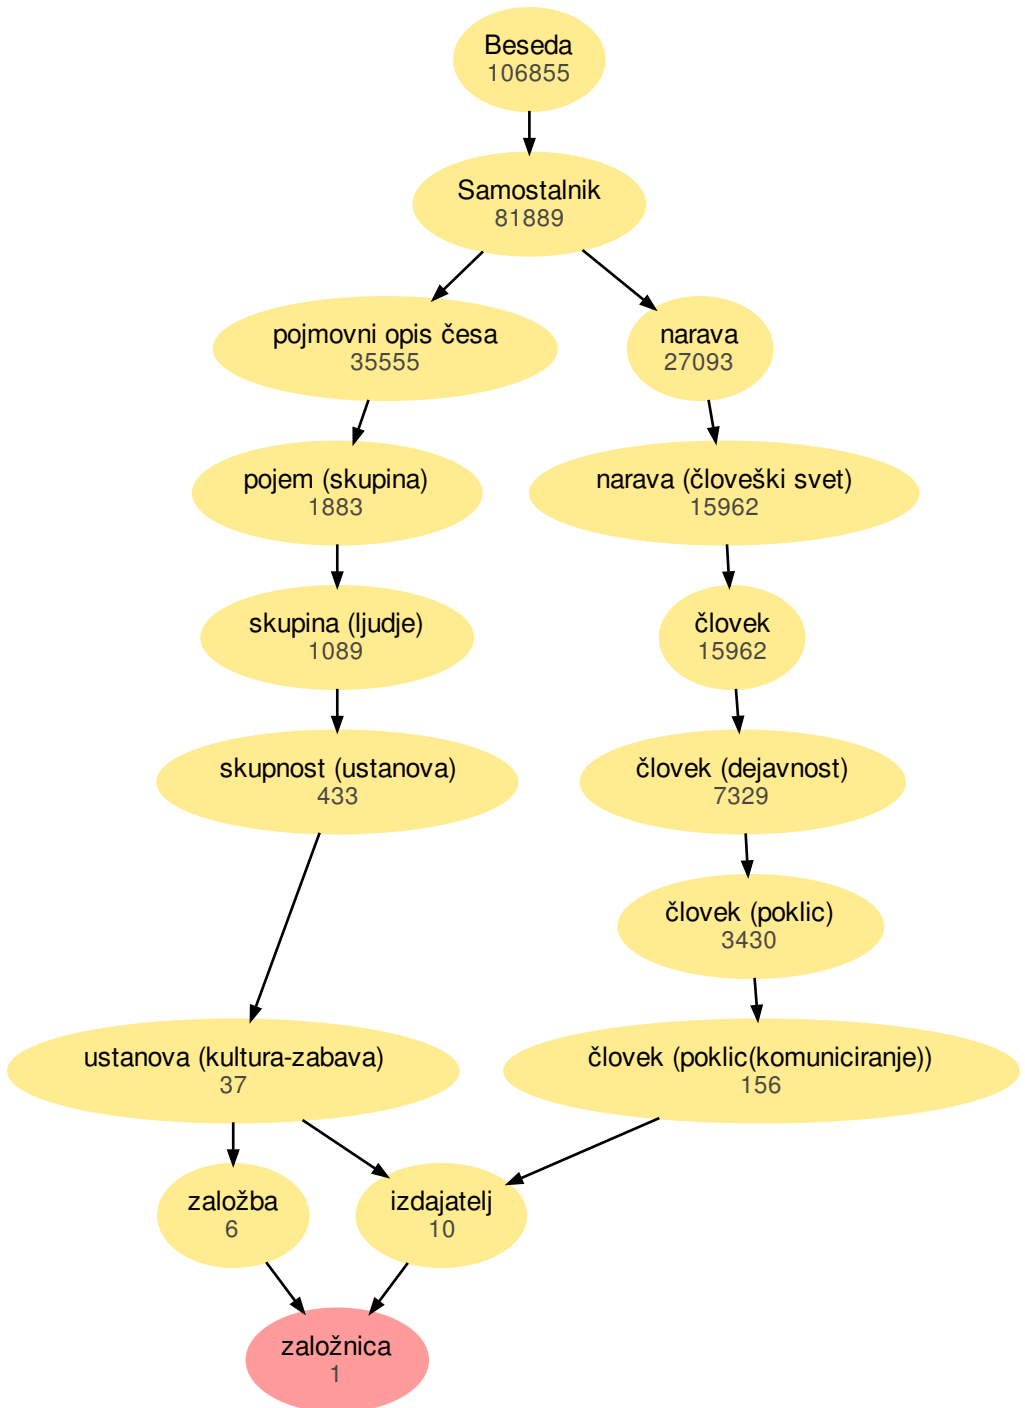 Beseda
106855
Samostalnik
81889
pojmovni opis česa
35555
narava
27093
pojem (skupina)
1883
narava (človeški svet)
15962
skupina (ljudje)
1089
človek
15962
skupnost (ustanova)
433
človek (dejavnost)
7329
človek (poklic)
3430
ustanova (kultura-zabava)
37
človek (poklic(komuniciranje))
156
založba
6
izdajatelj
10
založnica
1